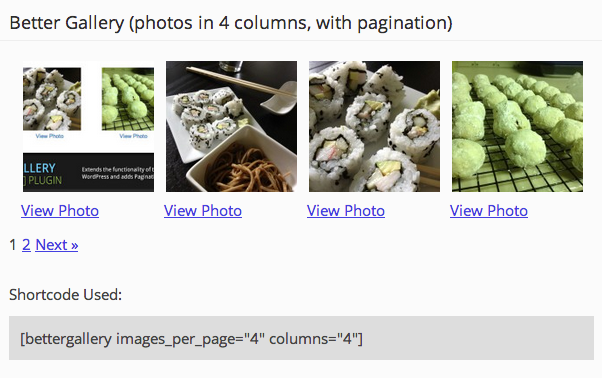 Better Gallery (photos in 4 columns, with pagination)
View Photo View Photo
ALLERY Extends the functionality of t
] PLUGIN WordPress and adds Pagina
View Photo View Photo View Photo View Photo
1 2 Next »
Shortcode Used:
[bettergallery images_per_page="4" columns="4"]